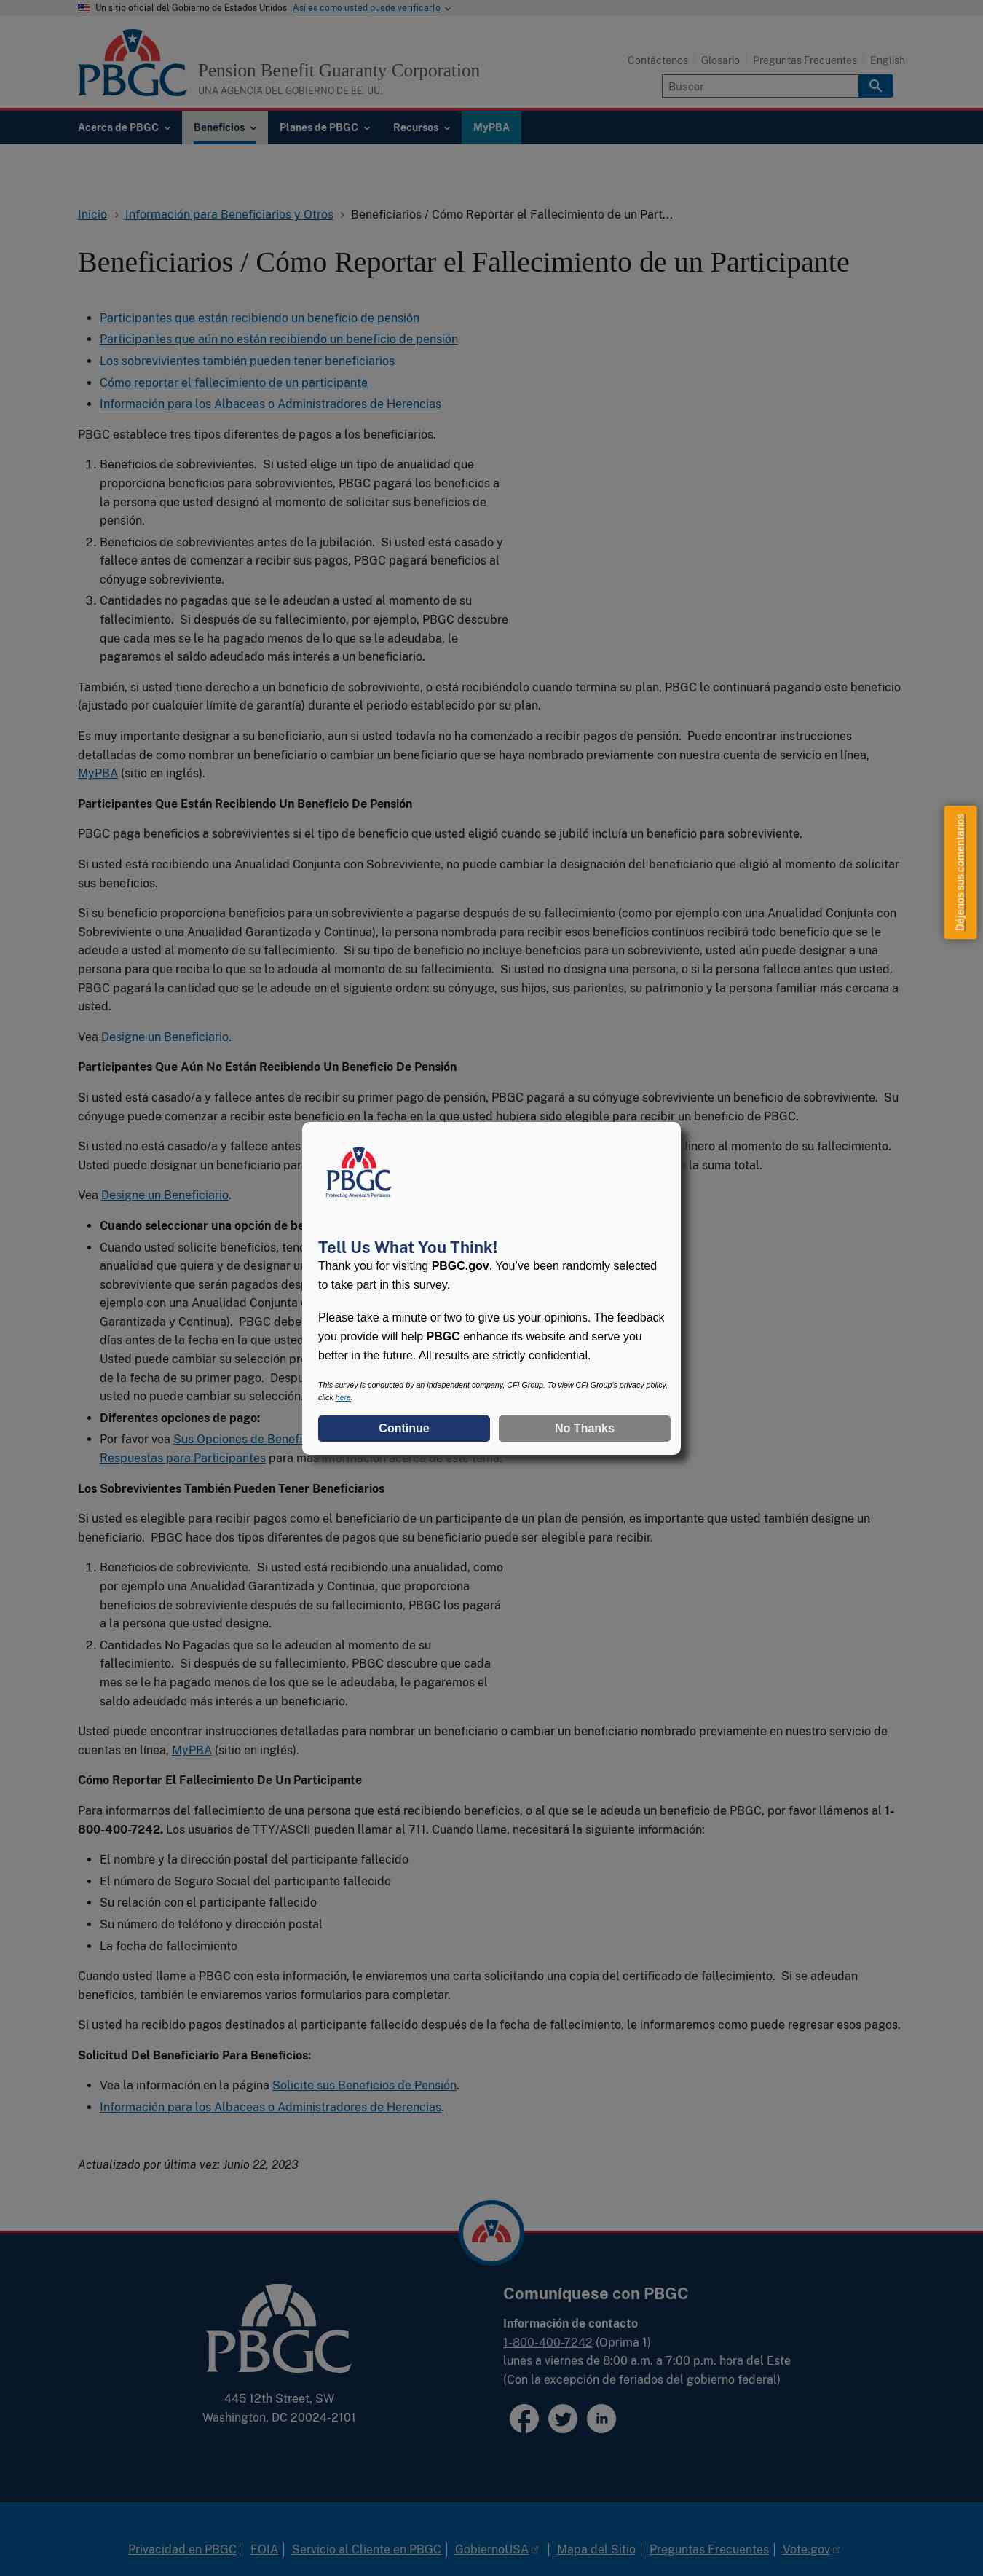 Un sitio oficial del Gobierno de Estados Unidos Así es como usted puede verificarlo
PBGC
Pension Benefit Guaranty Corporation
UNA AGENCIA DEL GOBIERNO DE EE. UU.
Contáctenos Glosario Preguntas Frecuentes English
Buscar
Acerca de PBGC Beneficios Planes de PBGC Recursos MyPBA
Inicio > Información para Beneficiarios y Otros > Beneficiarios / Cómo Reportar el Fallecimiento de un Part...
Beneficiarios / Cómo Reportar el Fallecimiento de un Participante
• Participantes que están recibiendo un beneficio de pensión
• Participantes que aún no están recibiendo un beneficio de pensión
• Los sobrevivientes también pueden tener beneficiarios
• Cómo reportar el fallecimiento de un participante
• Información para los Albaceas o Administradores de Herencias
PBGC establece tres tipos diferentes de pagos a los beneficiarios.
1. Beneficios de sobrevivientes. Si usted elige un tipo de anualidad que
proporciona beneficios para sobrevivientes, PBGC pagará los beneficios a
la persona que usted designó al momento de solicitar sus beneficios de
pensión.
2. Beneficios de sobrevivientes antes de la jubilación. Si usted está casado y
fallece antes de comenzar a recibir sus pagos, PBGC pagará beneficios al
cónyuge sobreviviente.
3. Cantidades no pagadas que se le adeudan a usted al momento de su
fallecimiento. Si después de su fallecimiento, por ejemplo, PBGC descubre
que cada mes se le ha pagado menos de lo que se le adeudaba, le
pagaremos el saldo adeudado más interés a un beneficiario.
También, si usted tiene derecho a un beneficio de sobreviviente, o está recibiéndolo cuando termina su plan, PBGC le continuará pagando este beneficio
(ajustado por cualquier límite de garantía) durante el periodo establecido por su plan.
Es muy importante designar a su beneficiario, aun si usted todavía no ha comenzado a recibir pagos de pensión. Puede encontrar instrucciones
detalladas de como nombrar un beneficiario o cambiar un beneficiario que se haya nombrado previamente con nuestra cuenta de servicio en línea,
MyPBA (sitio en inglés).
Participantes Que Están Recibiendo Un Beneficio De Pensión
PBGC paga beneficios a sobrevivientes si el tipo de beneficio que usted eligió cuando se jubiló incluía un beneficio para sobreviviente.
Si usted está recibiendo una Anualidad Conjunta con Sobreviviente, no puede cambiar la designación del beneficiario que eligió al momento de solicitar
sus beneficios.
Si su beneficio proporciona beneficios para un sobreviviente a pagarse después de su fallecimiento (como por ejemplo con una Anualidad Conjunta con
Sobreviviente o una Anualidad Garantizada y Continua), la persona nombrada para recibir esos beneficios continuos recibirá todo beneficio que se le
adeude a usted al momento de su fallecimiento. Si su tipo de beneficio no incluye beneficios para un sobreviviente, usted aún puede designar a una
persona para que reciba lo que se le adeuda al momento de su fallecimiento. Si usted no designa una persona, o si la persona fallece antes que usted,
PBGC pagará la cantidad que se le adeude en el siguiente orden: su cónyuge, sus hijos, sus parientes, su patrimonio y la persona familiar más cercana a
usted.
Vea Designe un Beneficiario.
Participantes Que Aún No Están Recibiendo Un Beneficio De Pensión
Si usted está casado/a y fallece antes de recibir su primer pago de pensión, PBGC pagará a su cónyuge sobreviviente un beneficio de sobreviviente. Su
cónyuge puede comenzar a recibir este beneficio en la fecha en la que usted hubiera sido elegible para recibir un beneficio de PBGC.
Si usted no está casado/a y fallece antes dinero al momento de su fallecimiento.
Usted puede designar un beneficiario par la suma total.
Vea Designe un Beneficiario.
• Cuando seleccionar una opción de be
• Cuando usted solicite beneficios, tend
anualidad que quiera y de designar un
sobreviviente que serán pagados desp
ejemplo con una Anualidad Conjunta
Garantizada y Continua). PBGC debe
días antes de la fecha en la que usted
Usted puede cambiar su selección pr
de la fecha de su primer pago. Despu
usted no puede cambiar su selección.
• Diferentes opciones de pago:
• Por favor vea Sus Opciones de Benefi
Respuestas para Participantes para más información acerca de este tema.
PBGC
Protecting America's Pensions
Tell Us What You Think!
Thank you for visiting PBGC.gov. You've been randomly selected
to take part in this survey.
Please take a minute or two to give us your opinions. The feedback
you provide will help PBGC enhance its website and serve you
better in the future. All results are strictly confidential.
This survey is conducted by an independent company, CFI Group. To view CFI Group's privacy policy,
click here.
Continue No Thanks
Déjenos sus comentarios
Los Sobrevivientes También Pueden Tener Beneficiarios
Si usted es elegible para recibir pagos como el beneficiario de un participante de un plan de pensión, es importante que usted también designe un
beneficiario. PBGC hace dos tipos diferentes de pagos que su beneficiario puede ser elegible para recibir.
1. Beneficios de sobreviviente. Si usted está recibiendo una anualidad, como
por ejemplo una Anualidad Garantizada y Continua, que proporciona
beneficios de sobreviviente después de su fallecimiento, PBGC los pagará
a la persona que usted designe.
2. Cantidades No Pagadas que se le adeuden al momento de su
fallecimiento. Si después de su fallecimiento, PBGC descubre que cada
mes se le ha pagado menos de los que se le adeudaba, le pagaremos el
saldo adeudado más interés a un beneficiario.
Usted puede encontrar instrucciones detalladas para nombrar un beneficiario o cambiar un beneficiario nombrado previamente en nuestro servicio de
cuentas en línea, MyPBA (sitio en inglés).
Cómo Reportar El Fallecimiento De Un Participante
Para informarnos del fallecimiento de una persona que está recibiendo beneficios, o al que se le adeuda un beneficio de PBGC, por favor llámenos al 1-
800-400-7242. Los usuarios de TTY/ASCII pueden llamar al 711. Cuando llame, necesitará la siguiente información:
• El nombre y la dirección postal del participante fallecido
• El número de Seguro Social del participante fallecido
• Su relación con el participante fallecido
• Su número de teléfono y dirección postal
• La fecha de fallecimiento
Cuando usted llame a PBGC con esta información, le enviaremos una carta solicitando una copia del certificado de fallecimiento. Si se adeudan
beneficios, también le enviaremos varios formularios para completar.
Si usted ha recibido pagos destinados al participante fallecido después de la fecha de fallecimiento, le informaremos como puede regresar esos pagos.
Solicitud Del Beneficiario Para Beneficios:
• Vea la información en la página Solicite sus Beneficios de Pensión.
• Información para los Albaceas o Administradores de Herencias.
Actualizado por última vez: Junio 22, 2023
PBGC
445 12th Street, SW
Washington, DC 20024-2101
Comuníquese con PBGC
Información de contacto
1-800-400-7242 (Oprima 1)
lunes a viernes de 8:00 a.m. a 7:00 p.m. hora del Este
(Con la excepción de feriados del gobierno federal)
Privacidad en PBGC | FOIA | Servicio al Cliente en PBGC | GobiernoUSA | Mapa del Sitio | Preguntas Frecuentes | Vote.gov